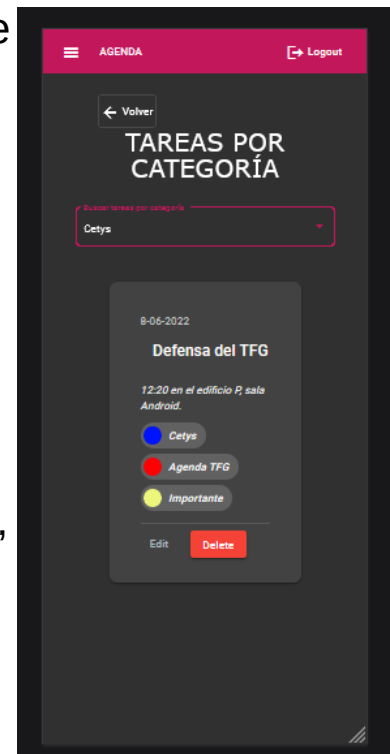 e
AGENDA Logout
Volver
TAREAS POR
CATEGORÍA
Buscar tareas por categoría
Cetys
8-06-2022
Defensa del TFG
12:20 en el edificio P, sala
Android.
Cetys
Agenda TFG
Importante
,
Edit Delete